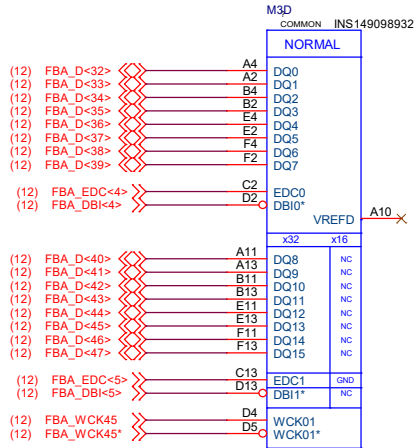 M3D
COMMON INS149098932
NORMAL
(12) FBA_D<32> A4 DQ0
(12) FBA_D<33> A2 DQ1
(12) FBA_D<34> B4 DQ2
(12) FBA_D<35> B2 DQ3
(12) FBA_D<36> E4 DQ4
(12) FBA_D<37> E2 DQ5
(12) FBA_D<38> F4 DQ6
(12) FBA_D<39> F2 DQ7
(12) FBA_EDC<4> C2 EDC0
(12) FBA_DBI<4> D2 DBI0*
VREFD A10
x32 x16
(12) FBA_D<40> A11 DQ8 NC
(12) FBA_D<41> A13 DQ9 NC
(12) FBA_D<42> B11 DQ10 NC
(12) FBA_D<43> B13 DQ11 NC
(12) FBA_D<44> E11 DQ12 NC
(12) FBA_D<45> E13 DQ13 NC
(12) FBA_D<46> F11 DQ14 NC
(12) FBA_D<47> F13 DQ15 NC
(12) FBA_EDC<5> C13 EDC1 GND
(12) FBA_DBI<5> D13 DBI1* NC
(12) FBA_WCK45 D4 WCK01
(12) FBA_WCK45* D5 WCK01*